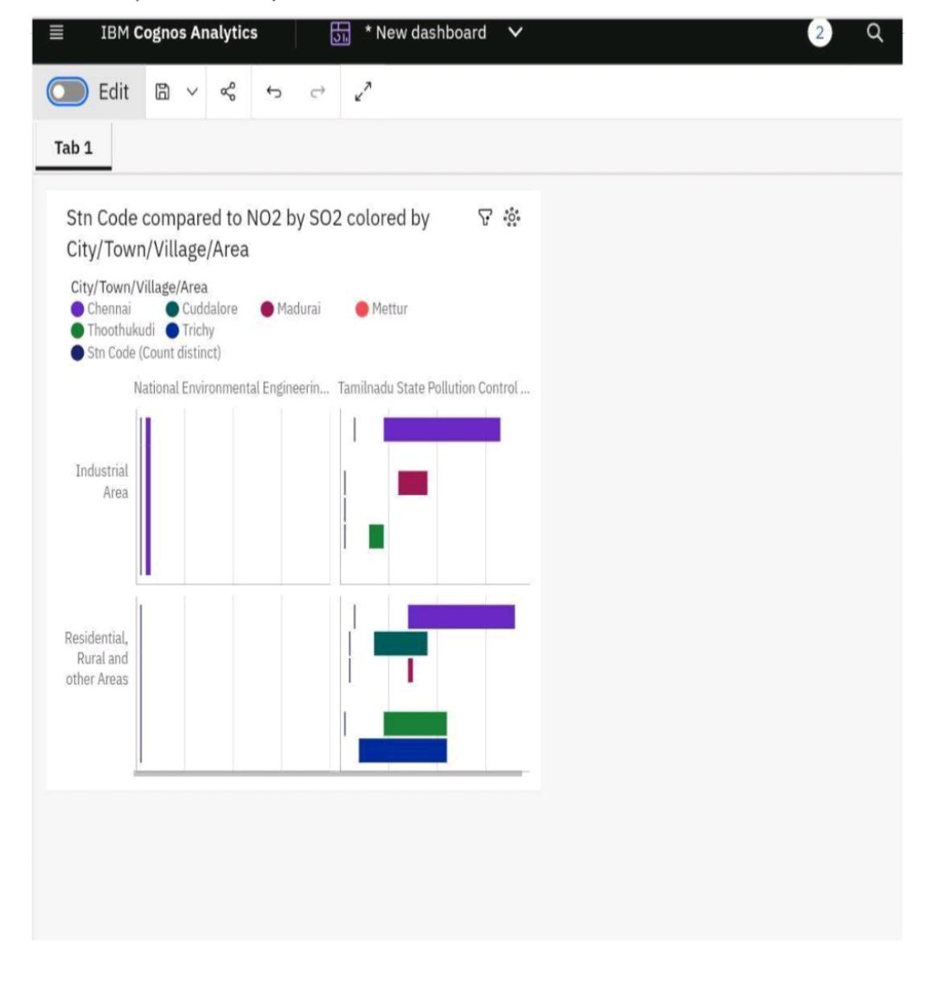 IBM Cognos Analytics * New dashboard 2
Edit
Tab 1
Stn Code compared to NO2 by SO2 colored by
City/Town/Village/Area
City/Town/Village/Area
Chennai Cuddalore Madurai Mettur
Thoothukudi Trichy
Stn Code (Count distinct)
National Environmental Engineerin... Tamilnadu State Pollution Control ...
Industrial
Area
Residential,
Rural and
other Areas